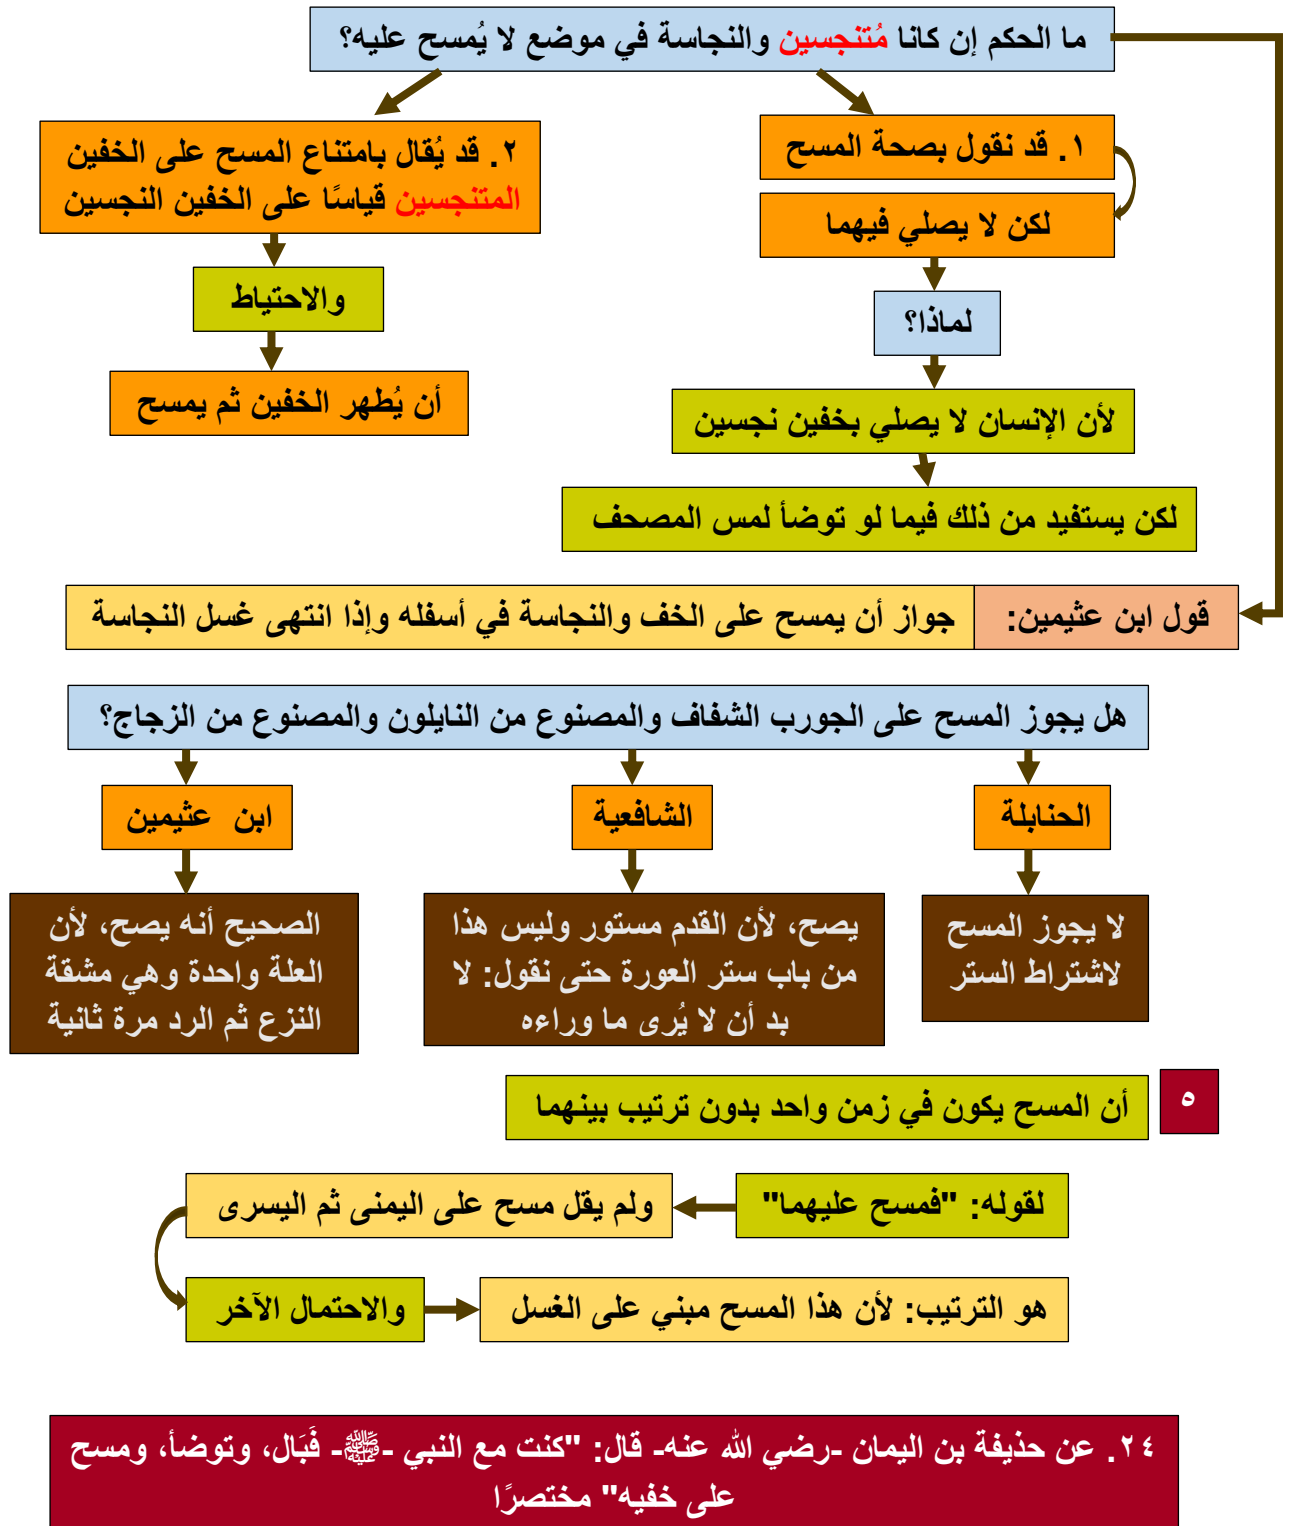 ما الحكم إن كانا مُتنجسين والنجاسة في موضع لا يُمسح عليه؟
١. قد نقول بصحة المسح
لكن لا يصلي فيهما
لماذا؟
لأن الإنسان لا يصلي بخفين نجسين
لكن يستفيد من ذلك فيما لو توضأ لمس المصحف
٢. قد يُقال بامتناع المسح على الخفين
المتنجسين قياسًا على الخفين النجسين
والاحتياط
أن يُطهر الخفين ثم يمسح
قول ابن عثيمين: جواز أن يمسح على الخف والنجاسة في أسفله وإذا انتهى غسل النجاسة
هل يجوز المسح على الجورب الشفاف والمصنوع من النايلون والمصنوع من الزجاج؟
الحنابلة
لا يجوز المسح
لاشتراط الستر
الشافعية
يصح، لأن القدم مستور وليس هذا
من باب ستر العورة حتى نقول: لا
بد أن لا يُرى ما وراءه
ابن عثيمين
الصحيح أنه يصح، لأن
العلة واحدة وهي مشقة
النزع ثم الرد مرة ثانية
٥ أن المسح يكون في زمن واحد بدون ترتيب بينهما
لقوله: "فمسح عليهما" ولم يقل مسح على اليمنى ثم اليسرى
والاحتمال الآخر
هو الترتيب: لأن هذا المسح مبني على الغسل
٢٤. عن حذيفة بن اليمان -رضي الله عنه- قال: "كنت مع النبي -ﷺ- فَبَال، وتوضأ، ومسح
على خفيه" مختصرًا